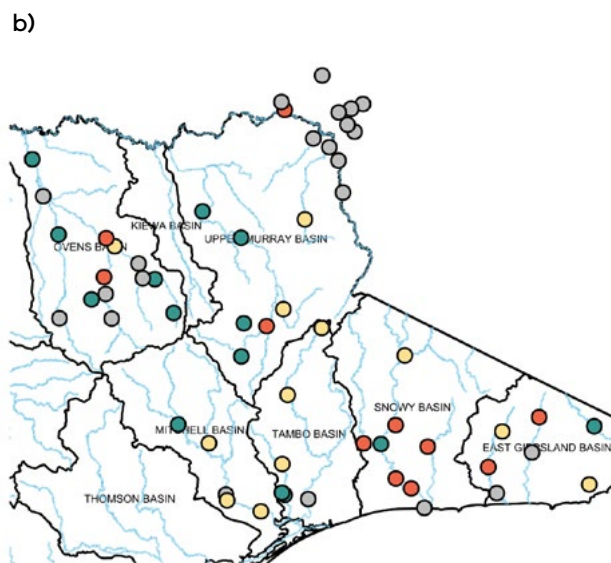 b)
KIEWA BASIN
OVENS BASIN
UPPER MURRAY BASIN
SNOWY BASIN
MITCHELL BASIN
TAMBO BASIN
EAST GIPPSLAND BASIN
THOMSON BASIN